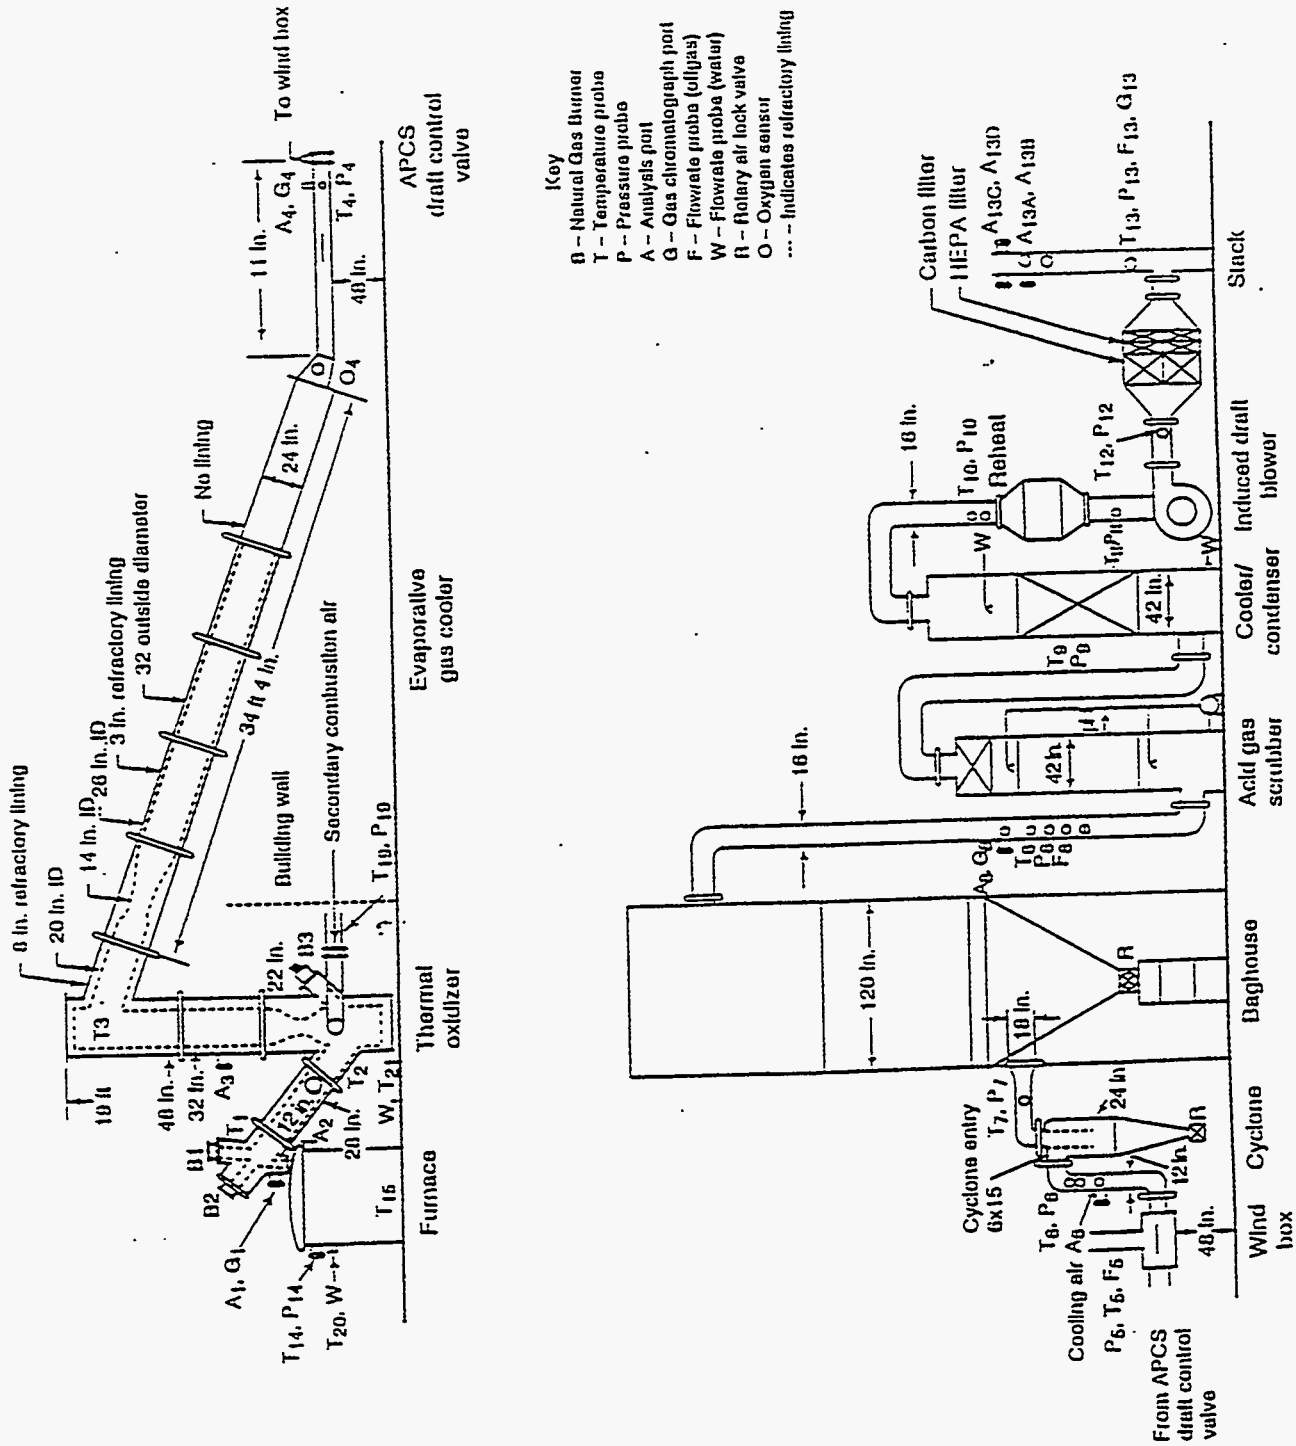 To wind box
11 in.
A4, G4
T4, P4
48 in.
O
O4
APCS
draft control
valve
No lining
24 in.
32 outside diameter
3 in. refractory lining
26 in. ID
14 in. ID
20 in. ID
8 in. refractory lining
34 ft 4 in.
Evaporative
gas cooler
Building wall
Secondary combustion air
T19, P19
22 in.
B3
T3
19 ft
48 in.
32 in.
A3
Thermal
oxidizer
T2
W, T21
B1
B2
T1
12 in.
A2
28 in.
A1, G1
T15
T14, P14
T20, W
Furnace
Key
B – Natural Gas Burner
T – Temperature probe
P – Pressure probe
A – Analysis port
G – Gas chromatograph port
F – Flowrate probe (offgas)
W – Flowrate probe (water)
R – Rotary air lock valve
O – Oxygen sensor
--- – Indicates refractory lining
From APCS
draft control
valve
P5, T5, F5
Cooling air
48 in.
Wind
box
T6, P6
A6
Cyclone entry
6x15
12 in.
24 in.
R
Cyclone
T7, P7
18 in.
120 in.
R
Baghouse
A8, G8
T8
P8
F8
16 in.
42 in.
Acid gas
scrubber
T9
P9
W
42 in.
W
Cooler/
condenser
16 in.
T10, P10
Reheat
T11 P11
Induced draft
blower
T12, P12
Carbon filter
HEPA filter
A13C, A13D
A13A, A13B
T13, P13, F13, G13
Stack